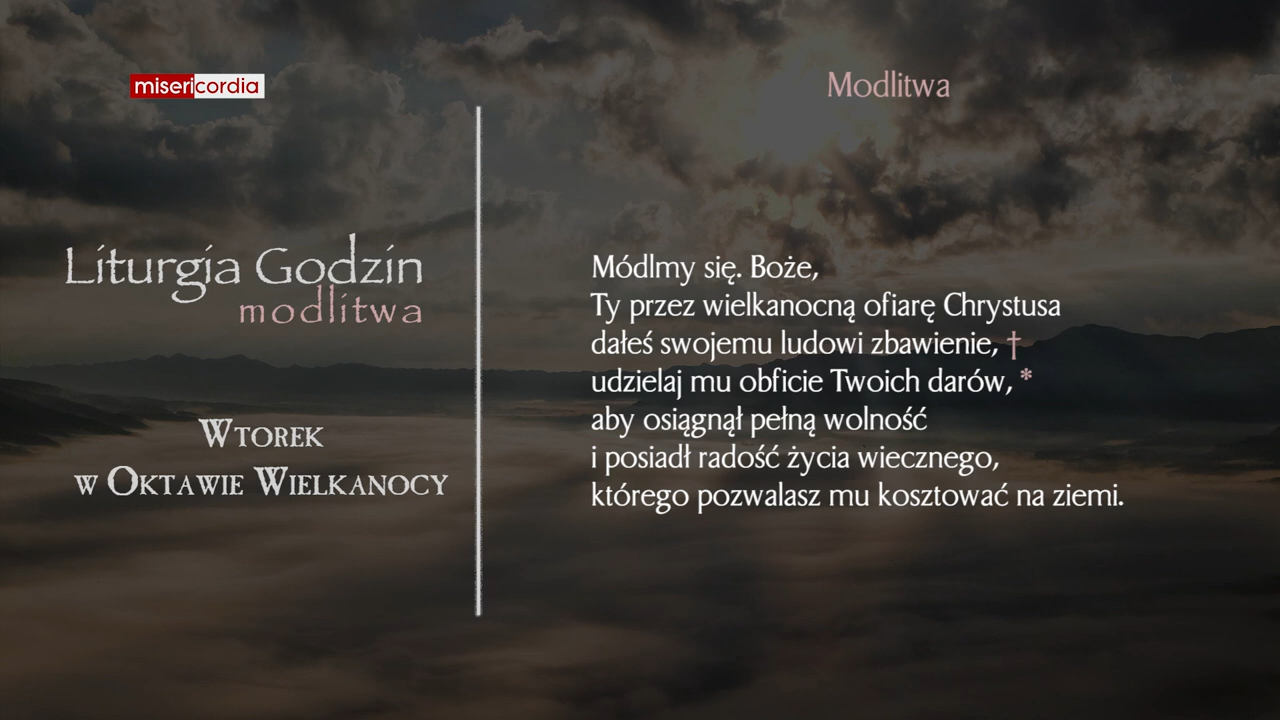 misericordia
Liturgia Godzin
modlitwa
Wtorek
w Oktawie Wielkanocy
Modlitwa
Módlmy się. Boże,
Ty przez wielkanocną ofiarę Chrystusa
dałeś swojemu ludowi zbawienie, †
udzielaj mu obficie Twoich darów, *
aby osiągnął pełną wolność
i posiadł radość życia wiecznego,
którego pozwalasz mu kosztować na ziemi.